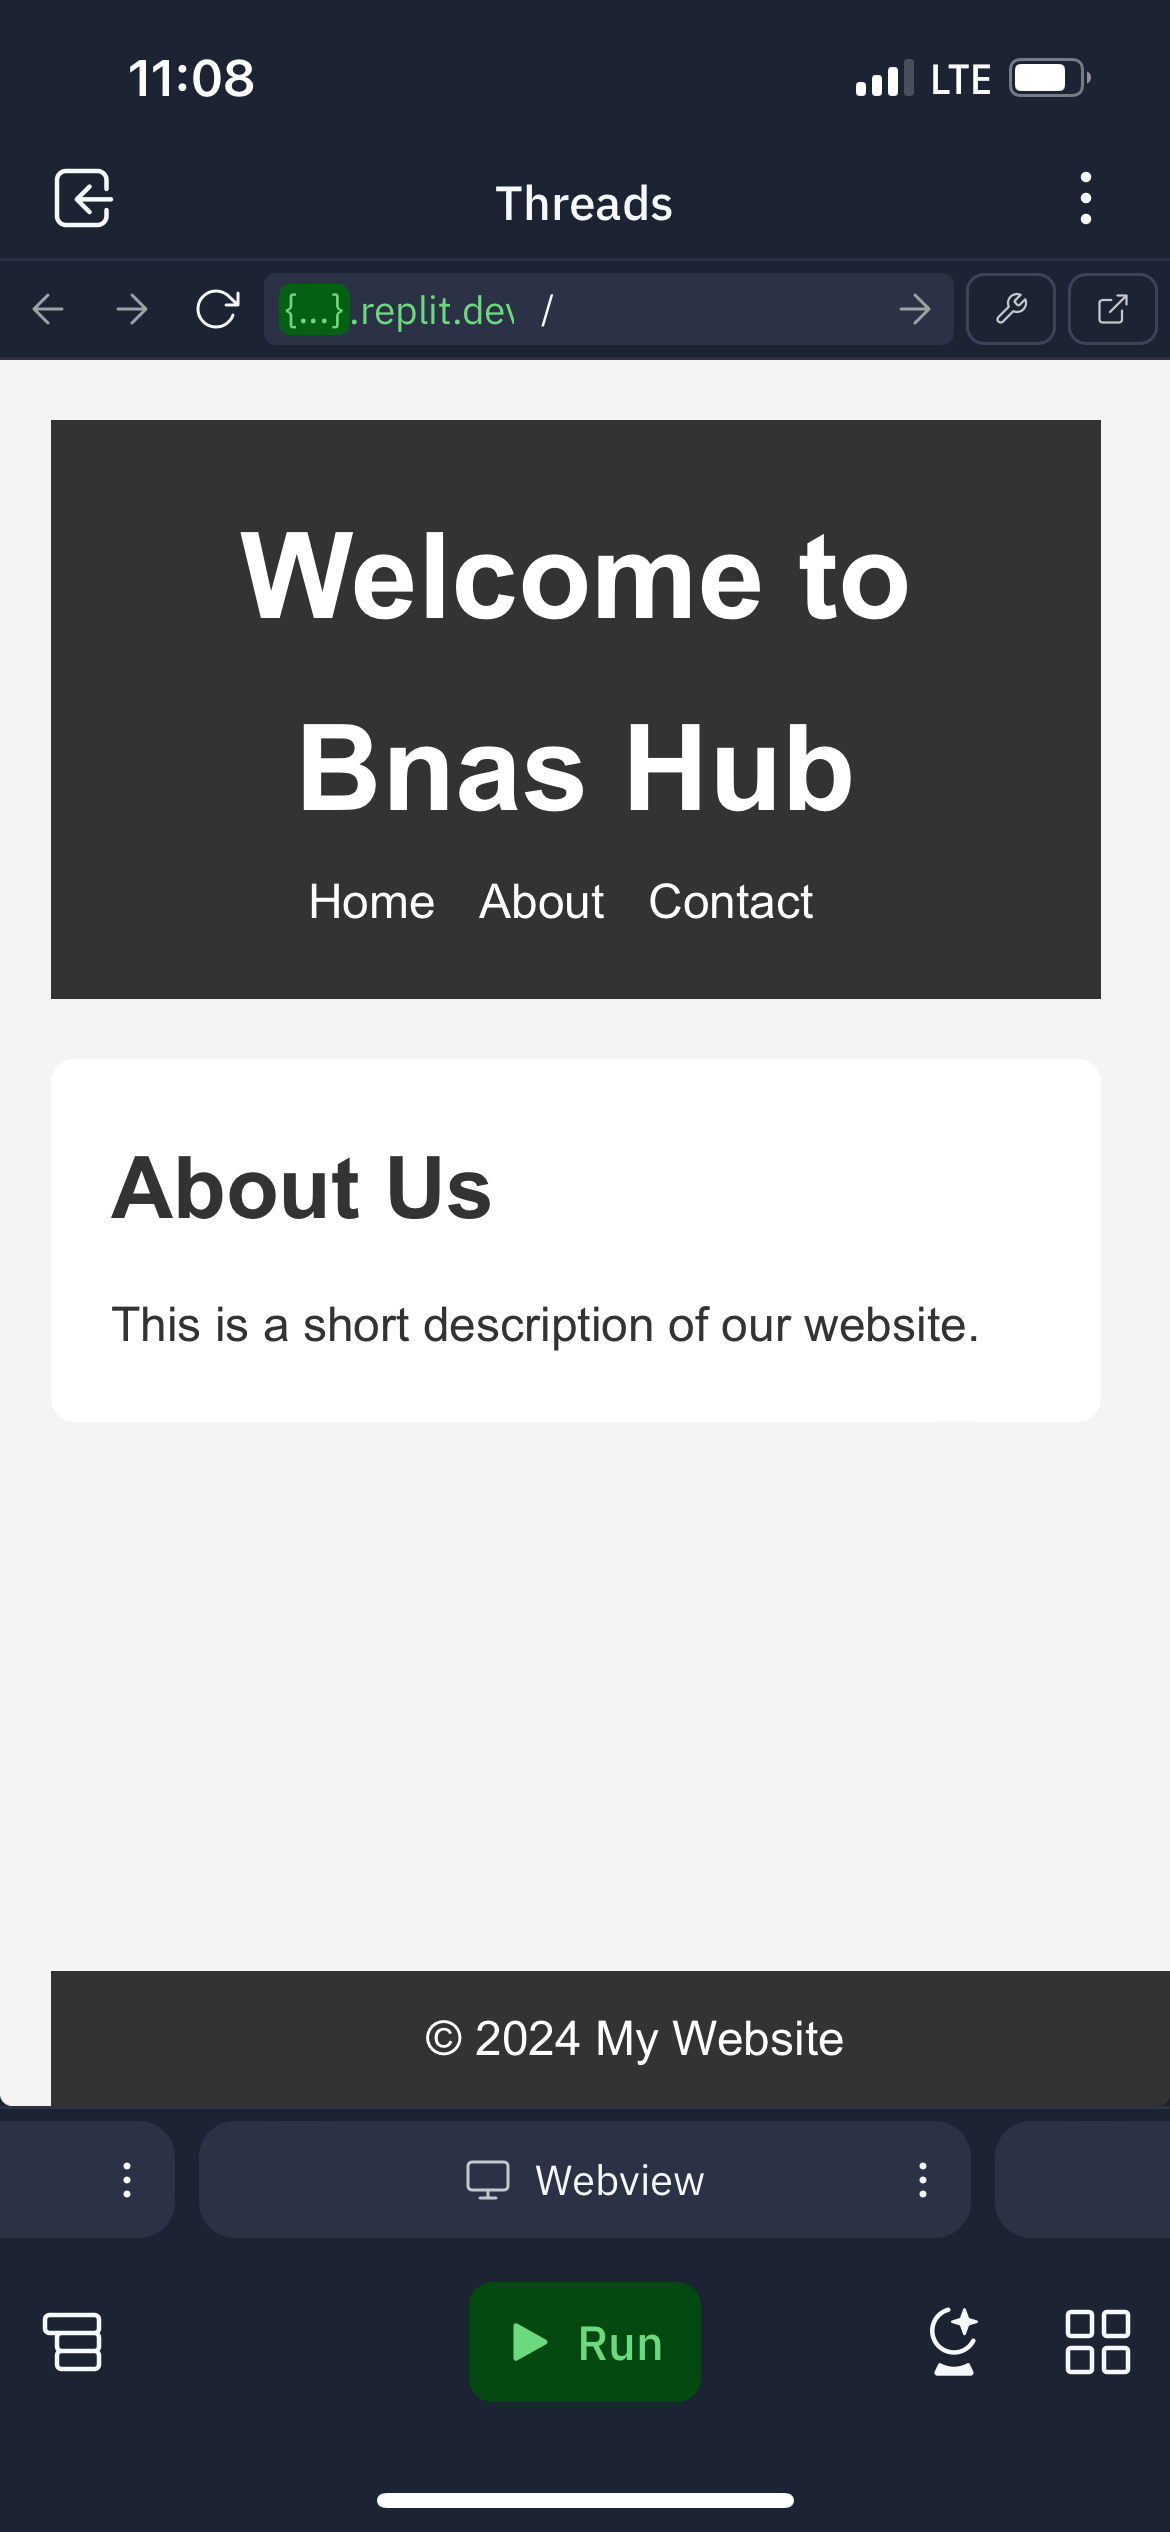 11:08 LTE
Threads
{...}.replit.dev /
Welcome to
Bnas Hub
Home About Contact
About Us
This is a short description of our website.
© 2024 My Website
Webview
Run